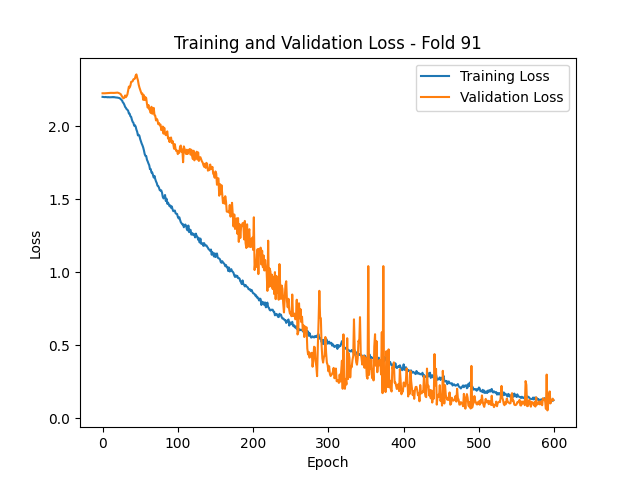 Training and Validation Loss - Fold 91
Training Loss
Validation Loss
Loss
2.0
1.5
1.0
0.5
0.0
0 100 200 300 400 500 600
Epoch